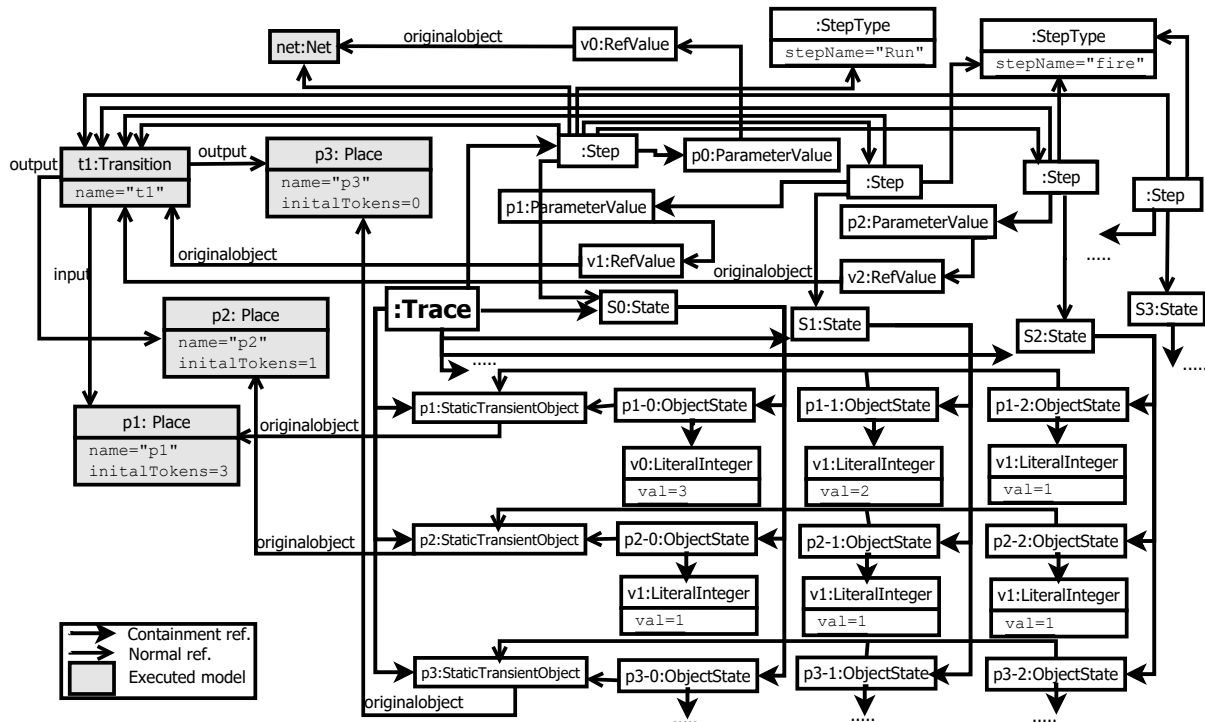 :StepType
stepName="Run"
:StepType
stepName="fire"
net:Net
originalobject
v0:RefValue
output
t1:Transition
name="t1"
output
p3: Place
name="p3"
initalTokens=0
:Step
p0:ParameterValue
:Step
:Step
:Step
p1:ParameterValue
p2:ParameterValue
.....
originalobject
v1:RefValue
originalobject
v2:RefValue
input
:Trace
S0:State
S1:State
S2:State
S3:State
.....
.....
p2: Place
name="p2"
initalTokens=1
p1: Place
name="p1"
initalTokens=3
originalobject
p1:StaticTransientObject
p1-0:ObjectState
p1-1:ObjectState
p1-2:ObjectState
v0:LiteralInteger
val=3
v1:LiteralInteger
val=2
v1:LiteralInteger
val=1
originalobject
p2:StaticTransientObject
p2-0:ObjectState
p2-1:ObjectState
p2-2:ObjectState
v1:LiteralInteger
val=1
v1:LiteralInteger
val=1
v1:LiteralInteger
val=1
p3:StaticTransientObject
p3-0:ObjectState
p3-1:ObjectState
p3-2:ObjectState
originalobject
.....
.....
.....
Containment ref.
Normal ref.
Executed model